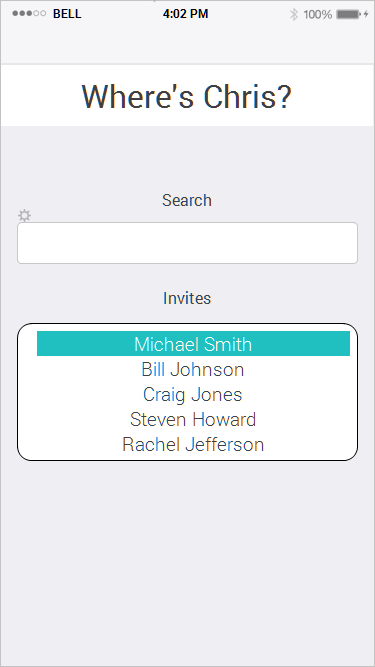 BELL 4:02 PM 100%
Where's Chris?
Search
Invites
Michael Smith
Bill Johnson
Craig Jones
Steven Howard
Rachel Jefferson